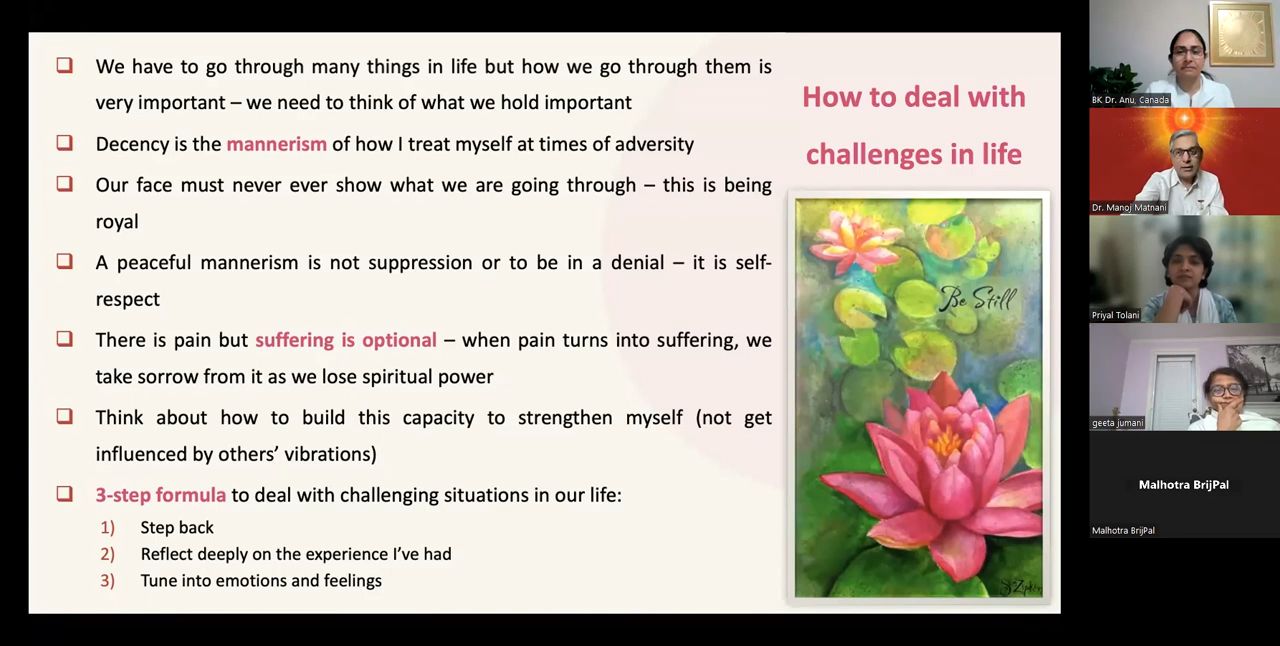 We have to go through many things in life but how we go through them is
very important – we need to think of what we hold important
Decency is the mannerism of how I treat myself at times of adversity
Our face must never ever show what we are going through – this is being
royal
A peaceful mannerism is not suppression or to be in a denial – it is self-
respect
There is pain but suffering is optional – when pain turns into suffering, we
take sorrow from it as we lose spiritual power
Think about how to build this capacity to strengthen myself (not get
influenced by others’ vibrations)
3-step formula to deal with challenging situations in our life:
1) Step back
2) Reflect deeply on the experience I’ve had
3) Tune into emotions and feelings
How to deal with
challenges in life
Be Still
BK Dr. Anu, Canada
Dr. Manoj Matnani
Priyal Tolani
geeta jumani
Malhotra BrijPal
Malhotra BrijPal